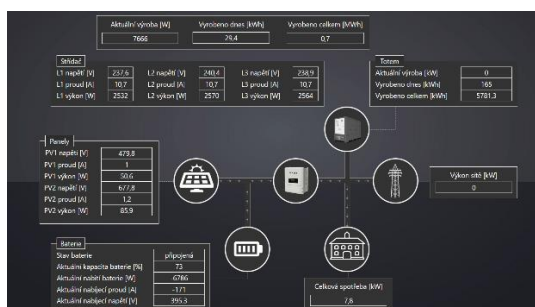 Aktuální výroba [W] Vyrobeno dnes [kWh] Vyrobeno celkem [MWh]
7666 29,4 0,7
Střídač
L1 napětí [V] 237,6 L2 napětí [V] 240,4 L3 napětí [V] 238,9
L1 proud [A] 10,7 L2 proud [A] 10,7 L3 proud [A] 10,7
L1 výkon [W] 2532 L2 výkon [W] 2570 L3 výkon [W] 2564
Totem
Aktuální výroba [kW] 0
Vyrobeno dnes [kWh] 165
Vyrobeno celkem [kWh] 5781.3
Panely
PV1 napětí [V] 479,8
PV1 proud [A] 1
PV1 výkon [W] 50,6
PV2 napětí [V] 677,8
PV2 proud [A] 1,2
PV2 výkon [W] 85,9
Výkon sítě [kW]
0
Baterie
Stav baterie připojená
Aktuální kapacita baterie [%] 73
Aktuální nabití baterie [W] -6786
Aktuální nabíjecí proud [A] -171
Aktuální nabíjecí napětí [V] 395.3
Celková spotřeba [kW]
7,8